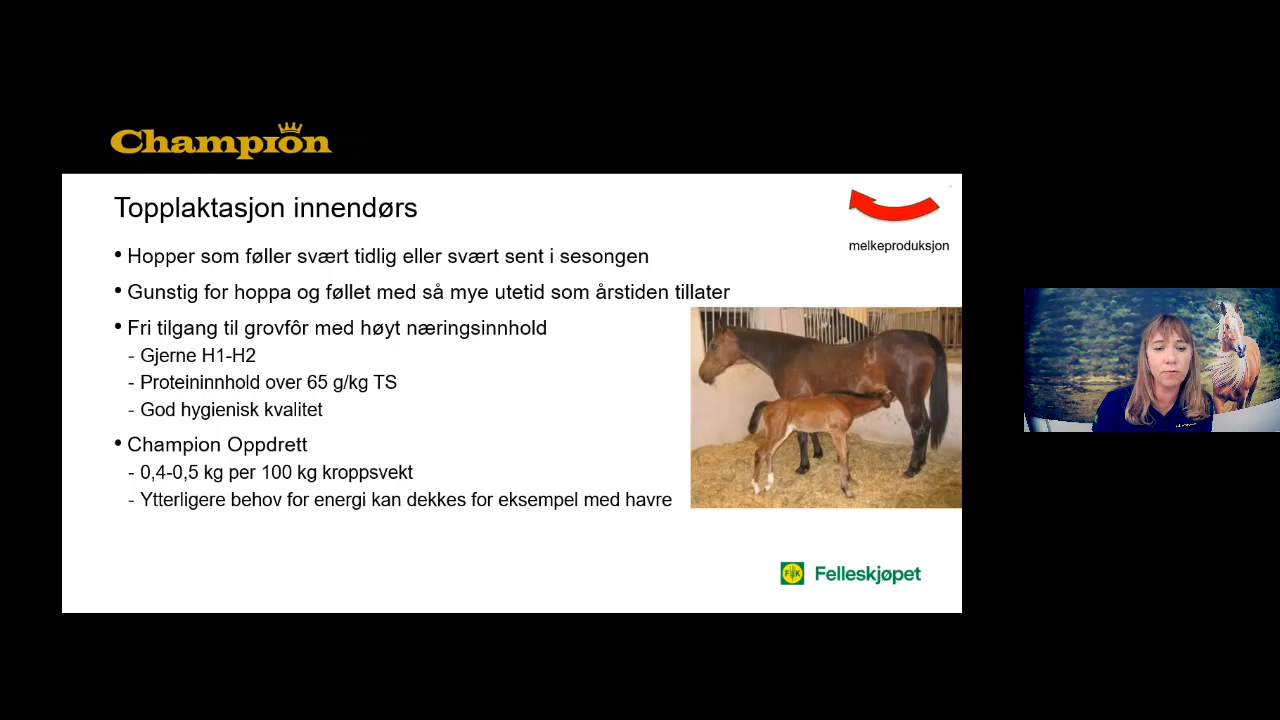 Champion
Topplaktasjon innendørs
melkeproduksjon
• Hopper som føller svært tidlig eller svært sent i sesongen
• Gunstig for hoppa og føllet med så mye utetid som årstiden tillater
• Fri tilgang til grovfôr med høyt næringsinnhold
- Gjerne H1-H2
- Proteininnhold over 65 g/kg TS
- God hygienisk kvalitet
• Champion Oppdrett
- 0,4-0,5 kg per 100 kg kroppsvekt
- Ytterligere behov for energi kan dekkes for eksempel med havre
FK Felleskjøpet